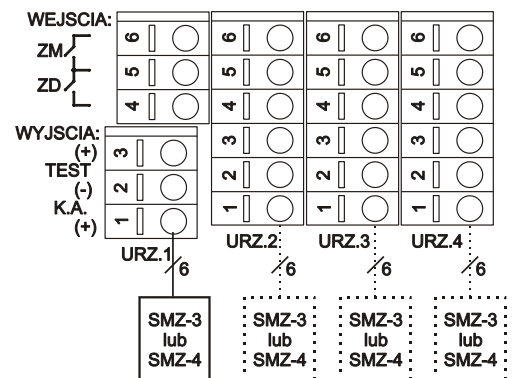 WEJSCIA:
ZM
ZD
6 6 6 6
5 5 5 5
4 4 4 4
WYJSCIA:
(+) 3 3 3 3
TEST
(-) 2 2 2 2
K.A.
(+) 1 1 1 1
URZ.1 URZ.2 URZ.3 URZ.4
6 6 6 6
SMZ-3 SMZ-3 SMZ-3 SMZ-3
lub lub lub lub
SMZ-4 SMZ-4 SMZ-4 SMZ-4